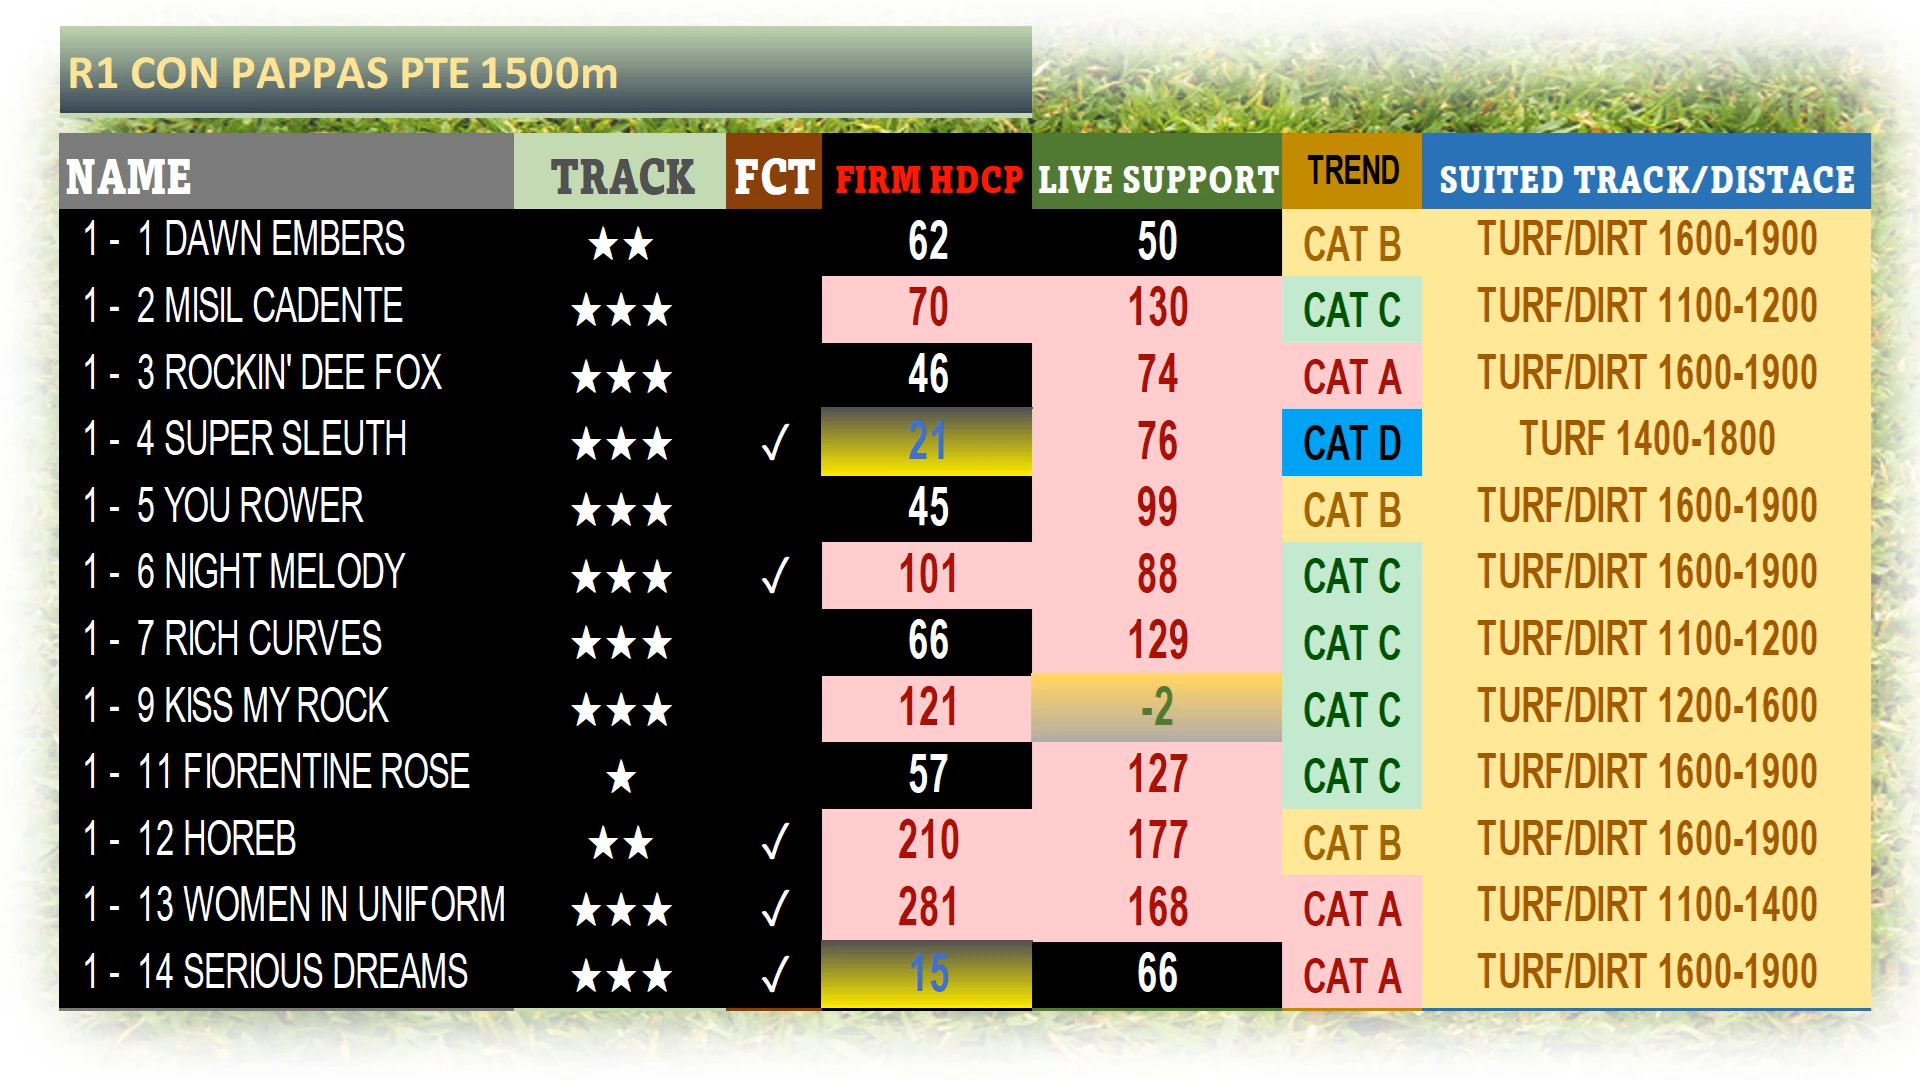 R1 CON PAPPAS PTE 1500m
NAME TRACK FCT FIRM HDCP LIVE SUPPORT TREND SUITED TRACK/DISTACE
1 - 1 DAWN EMBERS ★★ 62 50 CAT B TURF/DIRT 1600-1900
1 - 2 MISIL CADENTE ★★★ 70 130 CAT C TURF/DIRT 1100-1200
1 - 3 ROCKIN' DEE FOX ★★★ 46 74 CAT A TURF/DIRT 1600-1900
1 - 4 SUPER SLEUTH ★★★ ✓ 21 76 CAT D TURF 1400-1800
1 - 5 YOU ROWER ★★★ 45 99 CAT B TURF/DIRT 1600-1900
1 - 6 NIGHT MELODY ★★★ ✓ 101 88 CAT C TURF/DIRT 1600-1900
1 - 7 RICH CURVES ★★★ 66 129 CAT C TURF/DIRT 1100-1200
1 - 9 KISS MY ROCK ★★★ 121 -2 CAT C TURF/DIRT 1200-1600
1 - 11 FIORENTINE ROSE ★ 57 127 CAT C TURF/DIRT 1600-1900
1 - 12 HOREB ★★ ✓ 210 177 CAT B TURF/DIRT 1600-1900
1 - 13 WOMEN IN UNIFORM ★★★ ✓ 281 168 CAT A TURF/DIRT 1100-1400
1 - 14 SERIOUS DREAMS ★★★ ✓ 15 66 CAT A TURF/DIRT 1600-1900